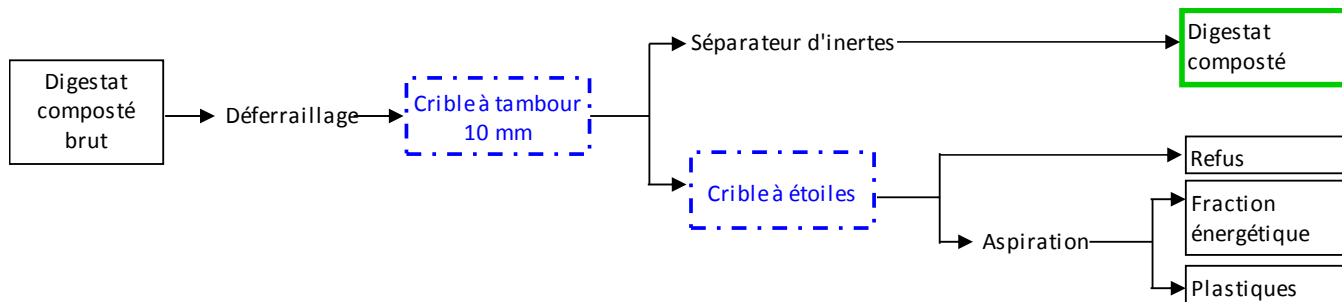 Digestat
composté
brut
Déferraillage
Crible à tambour
10 mm
Séparateur d'inertes
Digestat
composté
Crible à étoiles
Refus
Aspiration
Fraction
énergétique
Plastiques